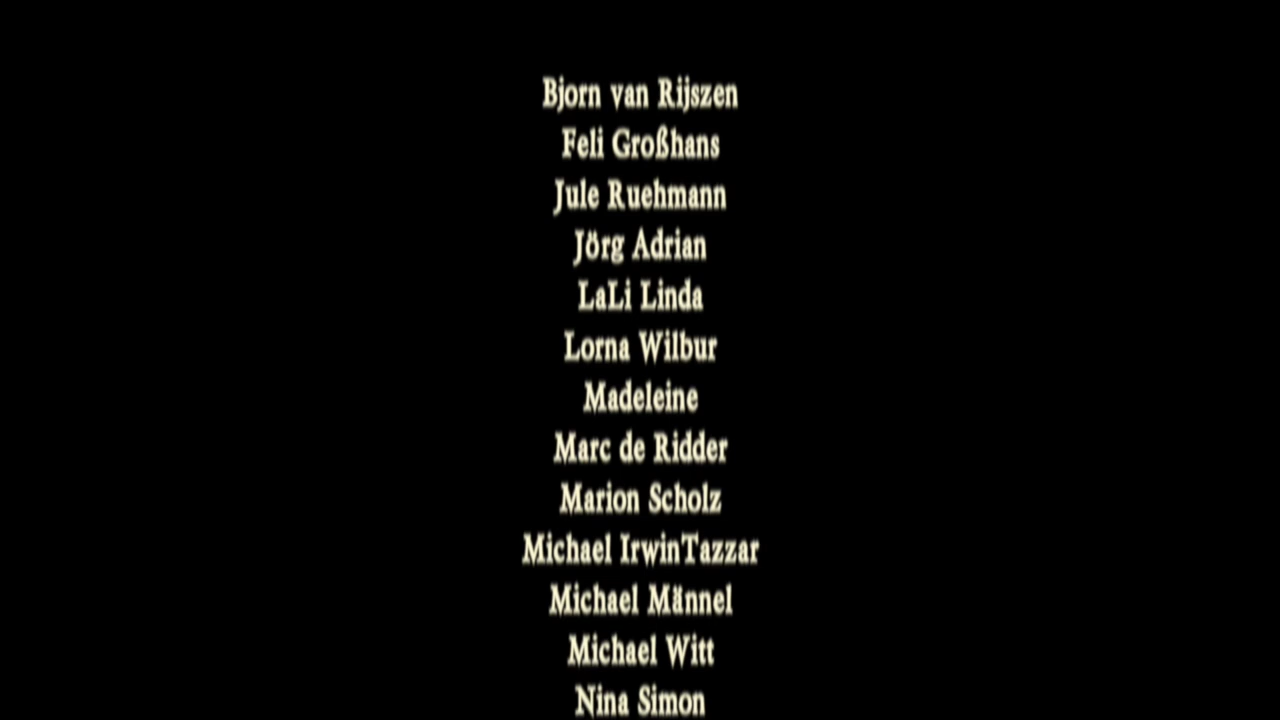 Bjorn van Rijszen
Feli Großhans
Jule Ruehmann
Jörg Adrian
LaLi Linda
Lorna Wilbur
Madeleine
Marc de Ridder
Marion Scholz
Michael IrwinTazzar
Michael Männel
Michael Witt
Nina Simon